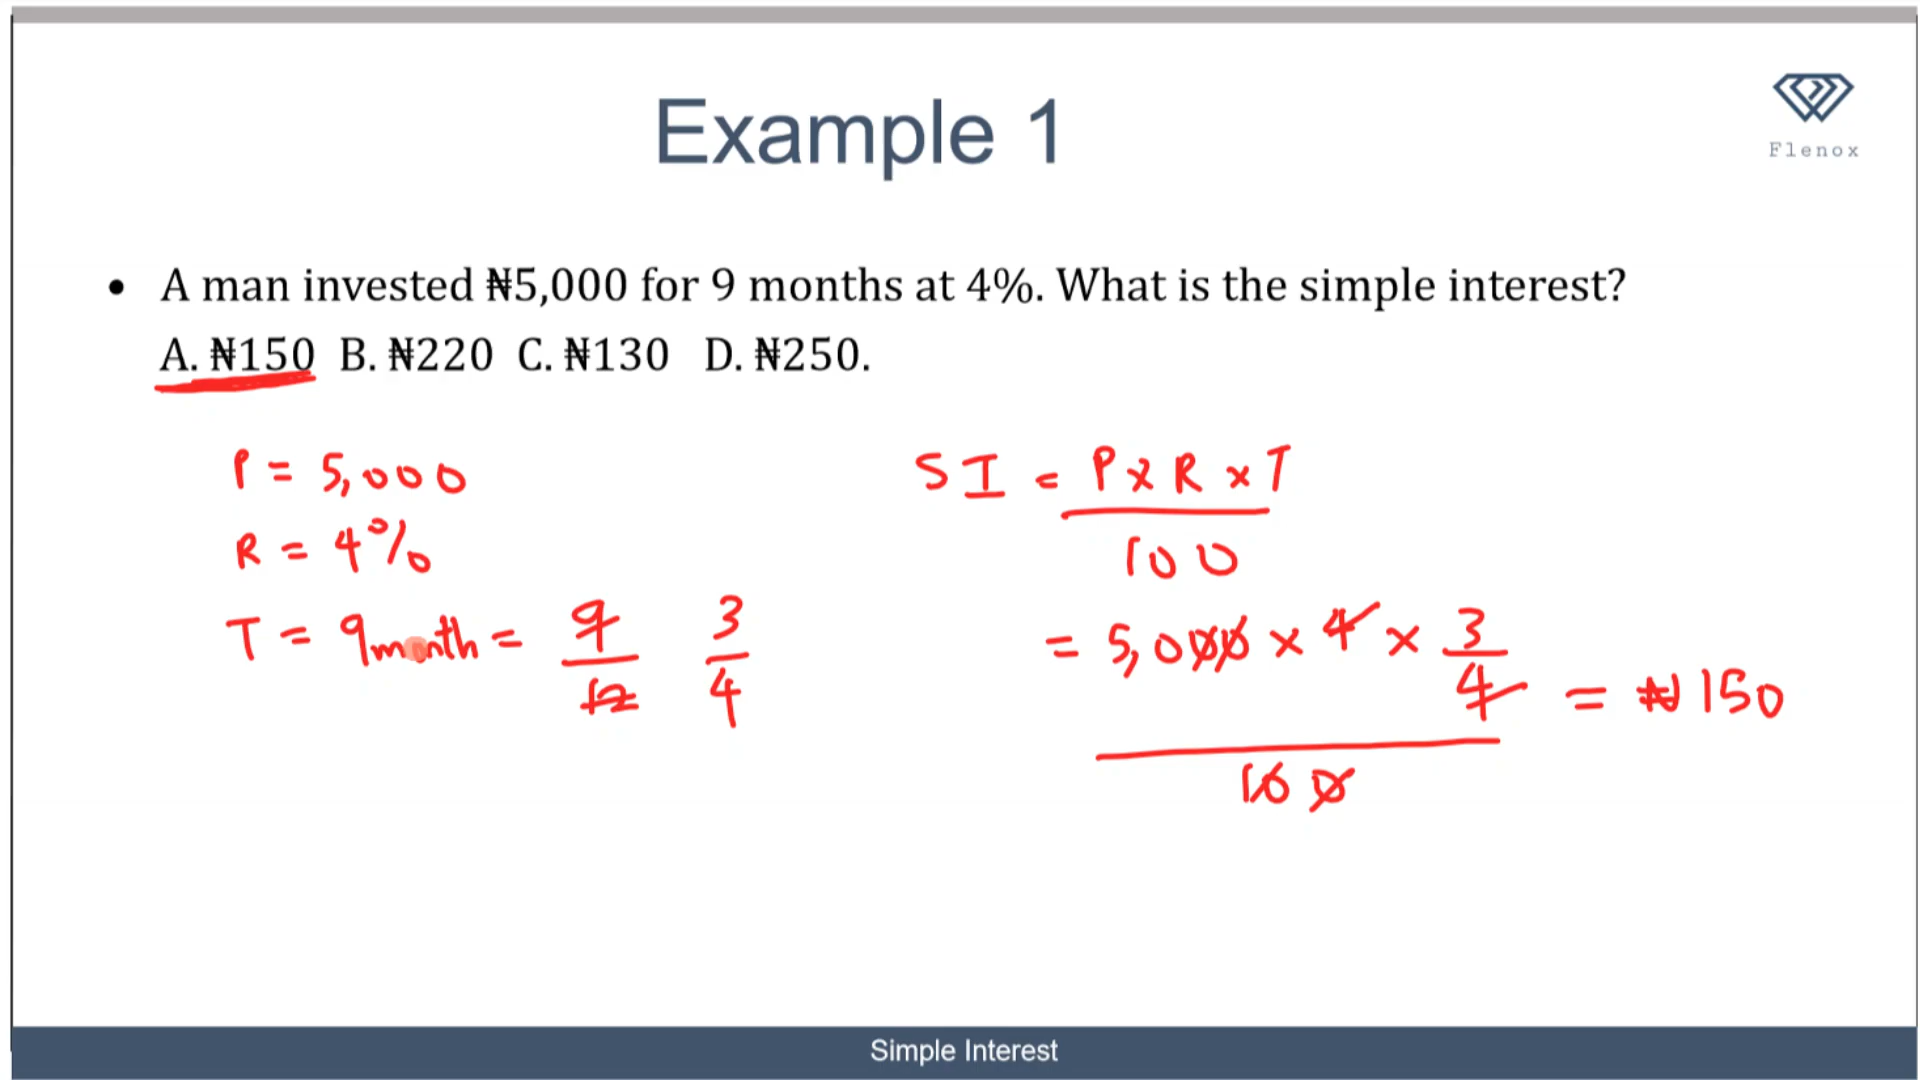 Example 1
Flenox
• A man invested ₦5,000 for 9 months at 4%. What is the simple interest?
A. ₦150 B. ₦220 C. ₦130 D. ₦250.
P = 5,000
R = 4%
T = 9month = 9/12 3/4
SI = P x R x T
100
= 5,000 x 4 x 3/4 = ₦150
100
Simple Interest